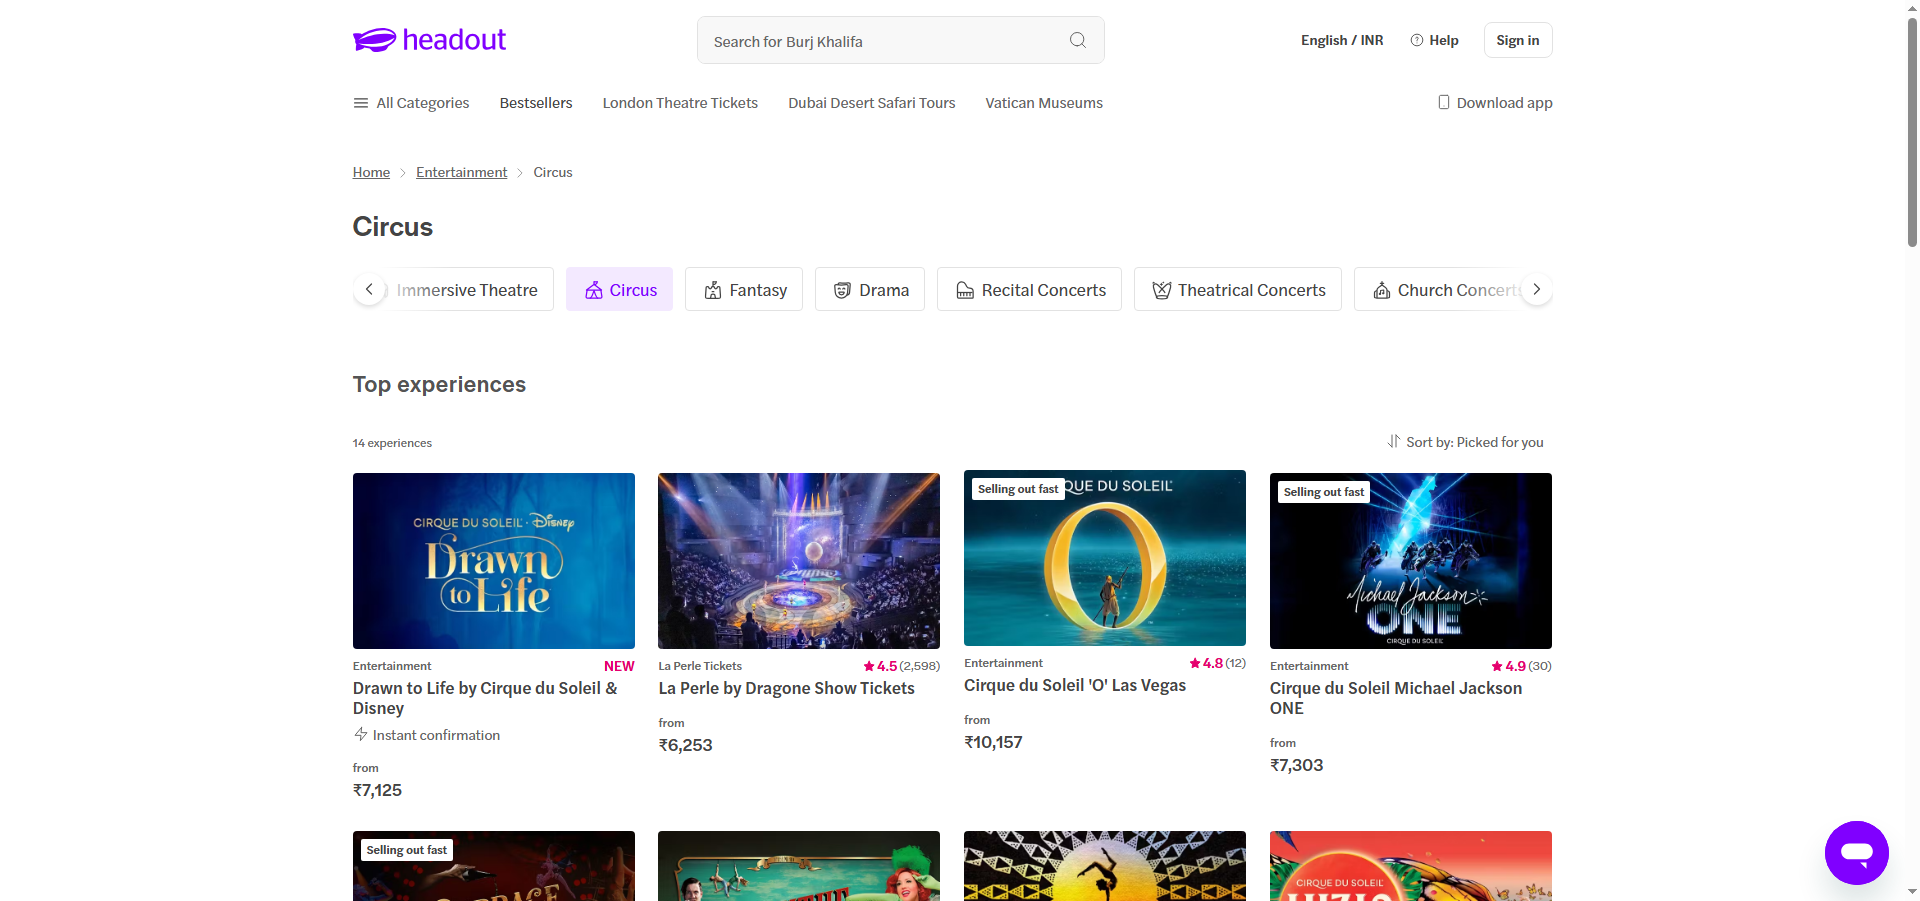 headout
Search for Burj Khalifa
English / INR
Help
Sign in
All Categories
Bestsellers
London Theatre Tickets
Dubai Desert Safari Tours
Vatican Museums
Download app
Home
Entertainment
Circus
Circus
Immersive Theatre
Circus
Fantasy
Drama
Recital Concerts
Theatrical Concerts
Church Concerts
Top experiences
14 experiences
Sort by: Picked for you
CIRQUE DU SOLEIL · Disney
Drawn
to Life
Entertainment
NEW
Drawn to Life by Cirque du Soleil &
Disney
Instant confirmation
from
₹7,125
La Perle Tickets
4.5 (2,598)
La Perle by Dragone Show Tickets
from
₹6,253
Selling out fast
QUE DU SOLEIL
O
Entertainment
4.8 (12)
Cirque du Soleil 'O' Las Vegas
from
₹10,157
Selling out fast
Michael Jackson
ONE
CIRQUE DU SOLEIL
Entertainment
4.9 (30)
Cirque du Soleil Michael Jackson
ONE
from
₹7,303
Selling out fast
CIRQUE DU SOLEIL